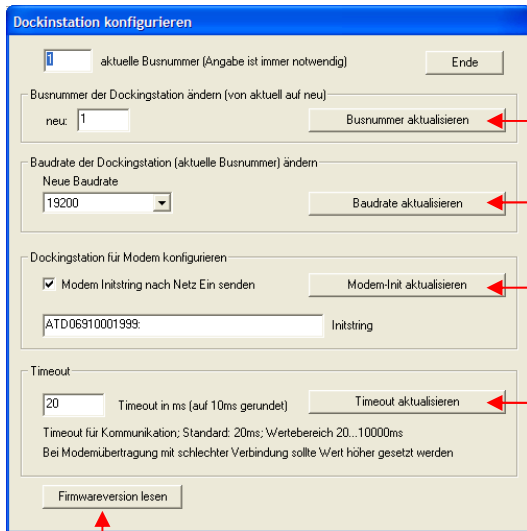 Dockinstation konfigurieren
1 aktuelle Busnummer (Angabe ist immer notwendig) Ende
Busnummer der Dockingstation ändern (von aktuell auf neu)
neu: 1 Busnummer aktualisieren
Baudrate der Dockingstation (aktuelle Busnummer) ändern
Neue Baudrate
19200 Baudrate aktualisieren
Dockingstation für Modem konfigurieren
Modem Initstring nach Netz Ein senden Modem-Init aktualisieren
ATD06910001999: Initstring
Timeout
20 Timeout in ms (auf 10ms gerundet) Timeout aktualisieren
Timeout für Kommunikation; Standard: 20ms; Wertebereich 20...10000ms
Bei Modemübertragung mit schlechter Verbindung sollte Wert höher gesetzt werden
Firmwareversion lesen